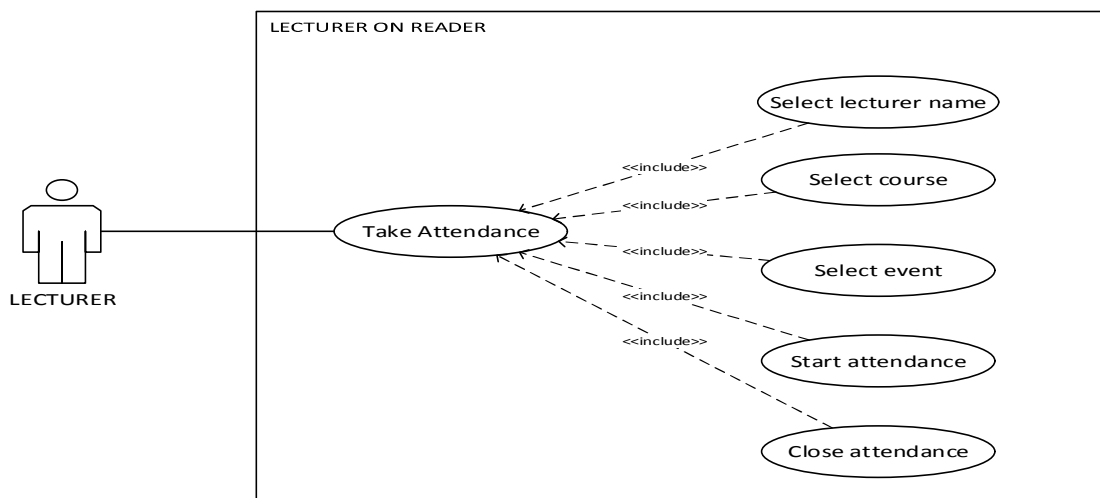 LECTURER ON READER
Select lecturer name
<<include>>
Select course
<<include>>
Take Attendance
<<include>>
Select event
LECTURER
<<include>>
<<include>>
Start attendance
Close attendance